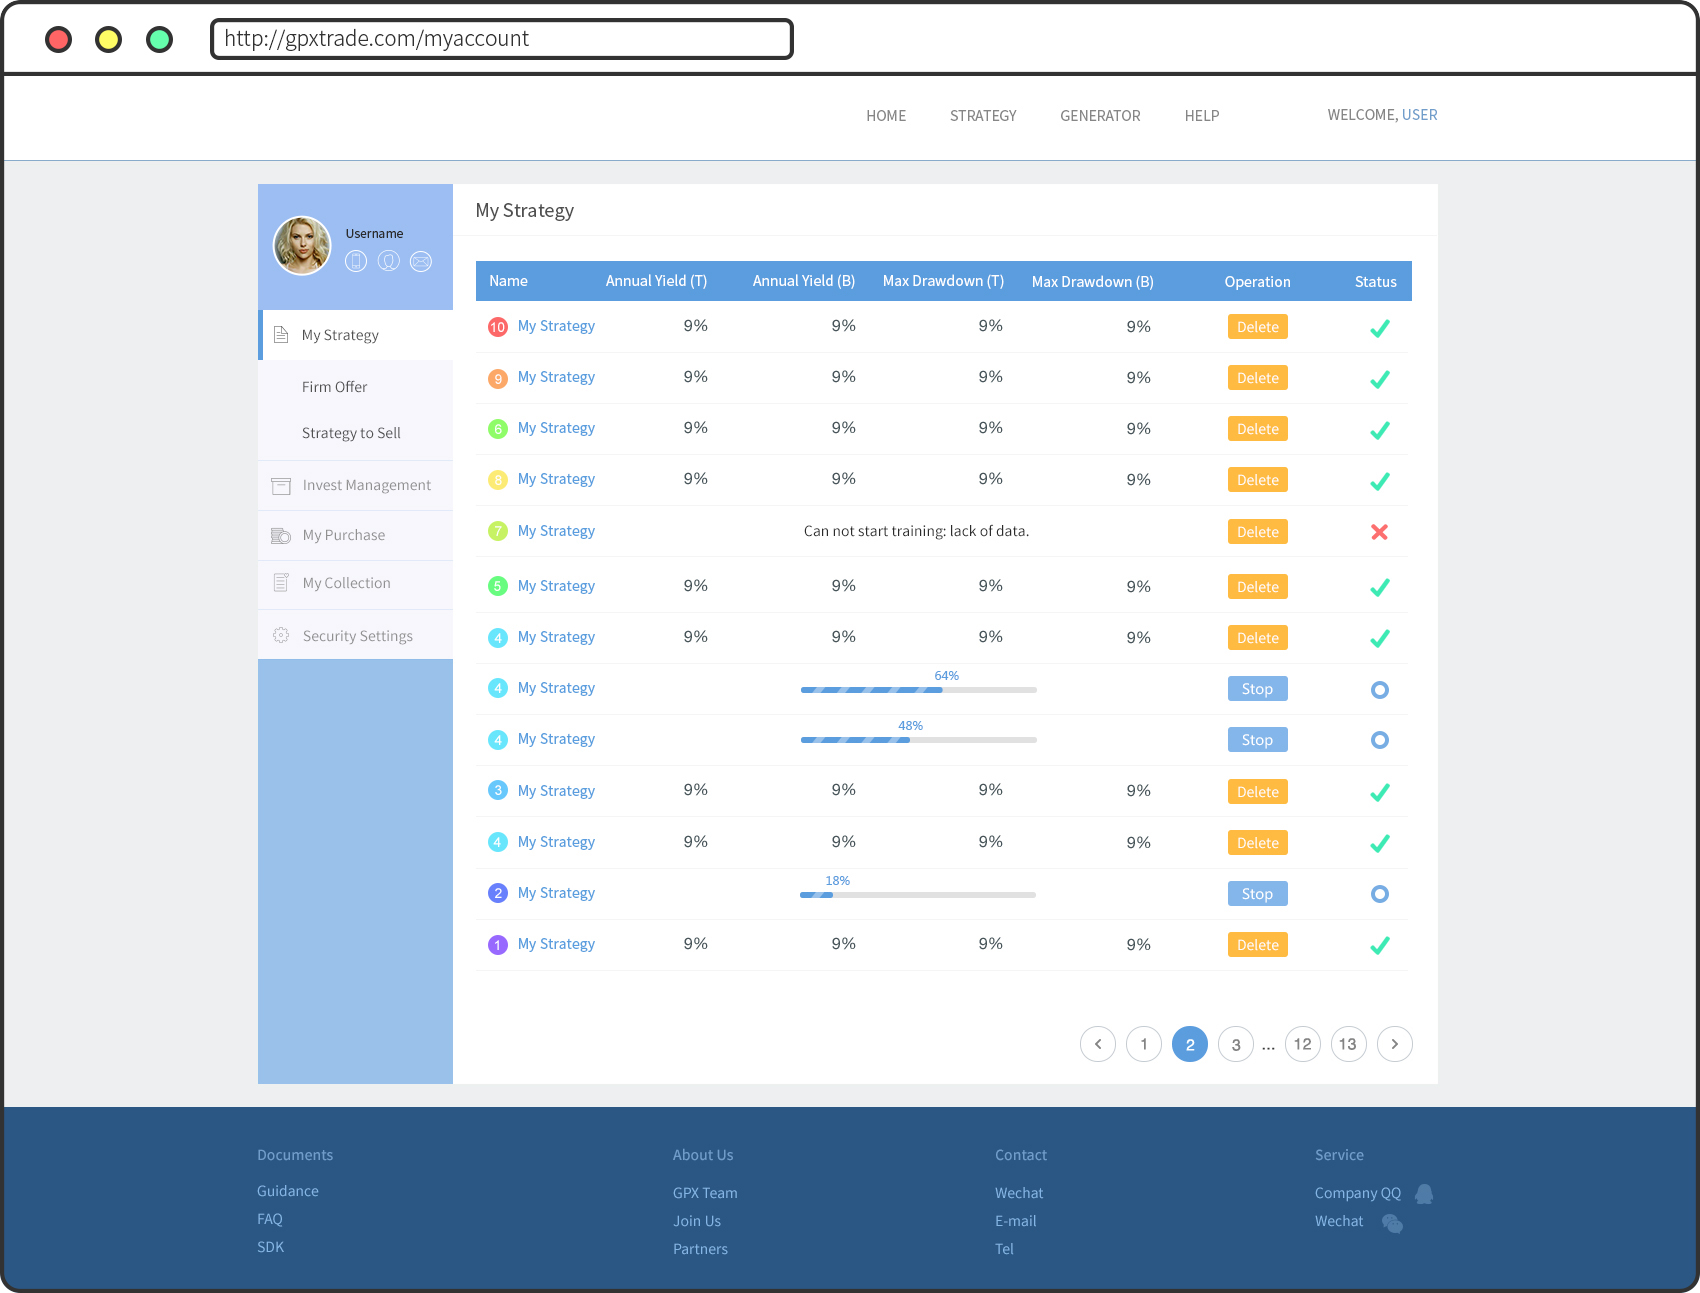 http://gpxtrade.com/myaccount
HOME STRATEGY GENERATOR HELP WELCOME, USER
Username
My Strategy
Firm Offer
Strategy to Sell
Invest Management
My Purchase
My Collection
Security Settings
My Strategy
Name Annual Yield (T) Annual Yield (B) Max Drawdown (T) Max Drawdown (B) Operation Status
10 My Strategy 9% 9% 9% 9% Delete
9 My Strategy 9% 9% 9% 9% Delete
6 My Strategy 9% 9% 9% 9% Delete
8 My Strategy 9% 9% 9% 9% Delete
7 My Strategy Can not start training: lack of data. Delete
5 My Strategy 9% 9% 9% 9% Delete
4 My Strategy 9% 9% 9% 9% Delete
4 My Strategy 64% Stop
4 My Strategy 48% Stop
3 My Strategy 9% 9% 9% 9% Delete
4 My Strategy 9% 9% 9% 9% Delete
2 My Strategy 18% Stop
1 My Strategy 9% 9% 9% 9% Delete
< 1 2 3 ... 12 13 >
Documents
Guidance
FAQ
SDK
About Us
GPX Team
Join Us
Partners
Contact
Wechat
E-mail
Tel
Service
Company QQ
Wechat